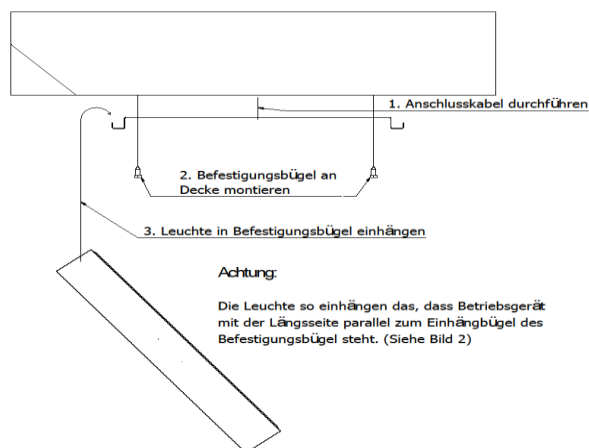 1. Anschlusskabel durchführen
2. Befestigungsbügel an
Decke montieren
3. Leuchte in Befestigungsbügel einhängen
Achtung:
Die Leuchte so einhängen das, dass Betriebsgerät
mit der Längsseite parallel zum Einhängbügel des
Befestigungsbügel steht. (Siehe Bild 2)